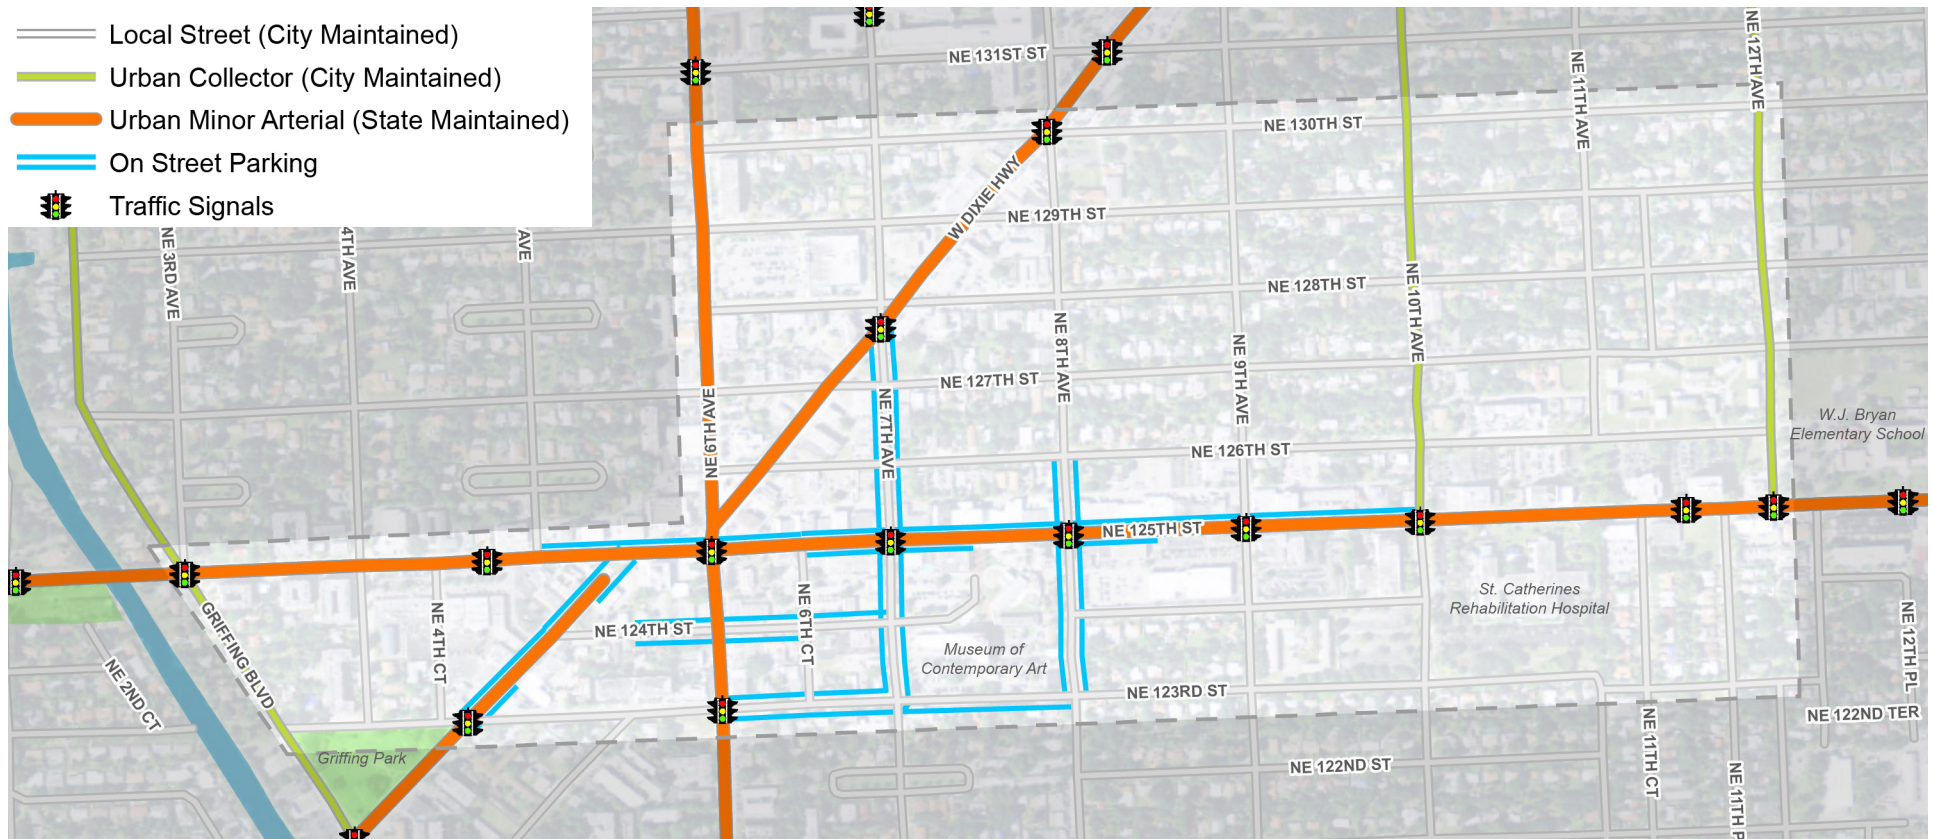 Local Street (City Maintained)
Urban Collector (City Maintained)
Urban Minor Arterial (State Maintained)
On Street Parking
Traffic Signals
NE 131ST ST
NE 12TH AVE
NE 11TH AVE
NE 130TH ST
W DIXIE HWY
NE 129TH ST
NE 3RD AVE
4TH AVE
AVE
NE 128TH ST
NE 10TH AVE
NE 8TH AVE
NE 9TH AVE
NE 127TH ST
NE 6TH AVE
NE 7TH AVE
W.J. Bryan
Elementary School
NE 126TH ST
NE 125TH ST
St. Catherines
Rehabilitation Hospital
GRIFFING BLVD
NE 4TH CT
NE 124TH ST
NE 6TH CT
Museum of
Contemporary Art
NE 12TH PL
NE 2ND CT
NE 123RD ST
NE 122ND TER
Griffing Park
NE 122ND ST
NE 11TH CT
NE 11TH P